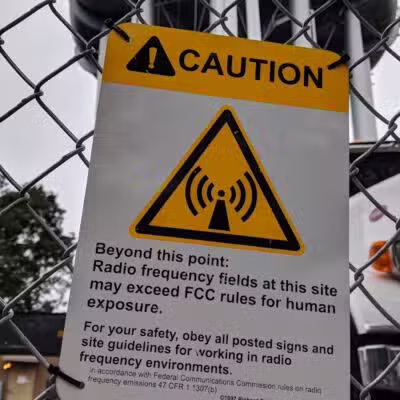 CAUTION
Beyond this point:
Radio frequency fields at this site
may exceed FCC rules for human
exposure.
For your safety, obey all posted signs and
site guidelines for working in radio
frequency environments.
In accordance with Federal Communications Commission rules on radio
frequency emissions 47 CFR 1.1307(b)
©1997 Richard